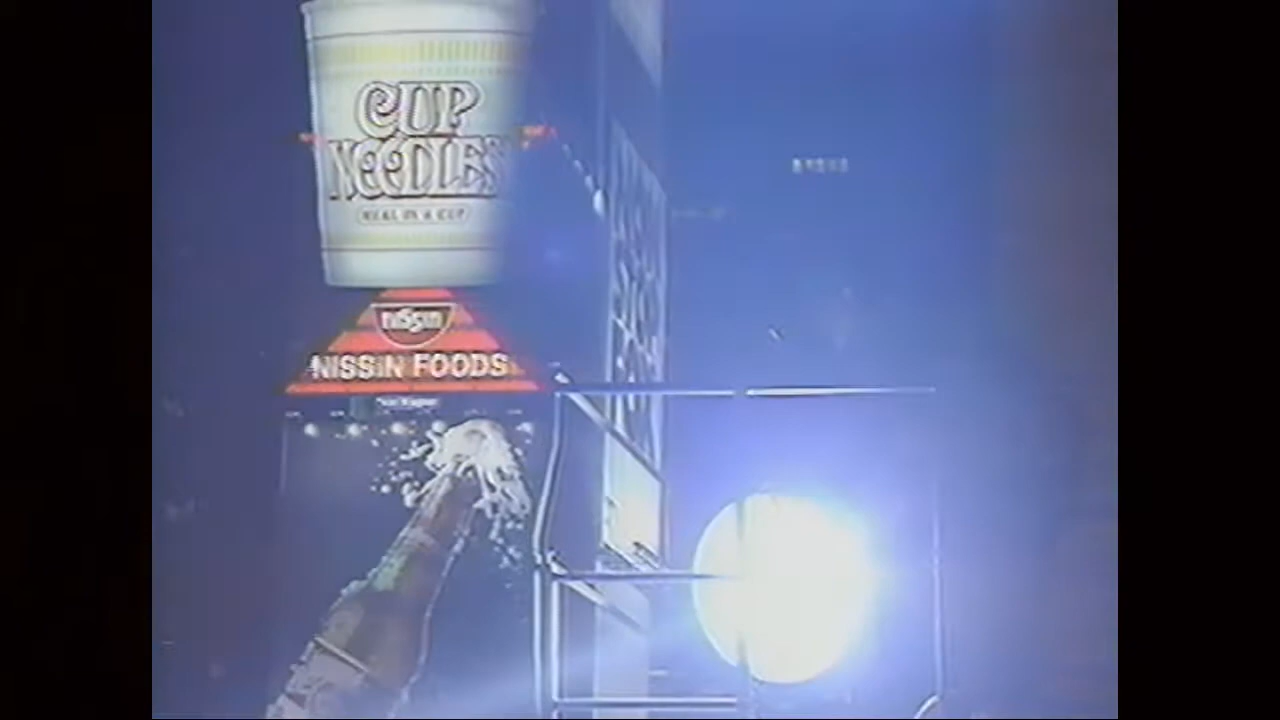 CUP
NOODLES
MEAL IN A CUP
nissin
NISSIN FOODS